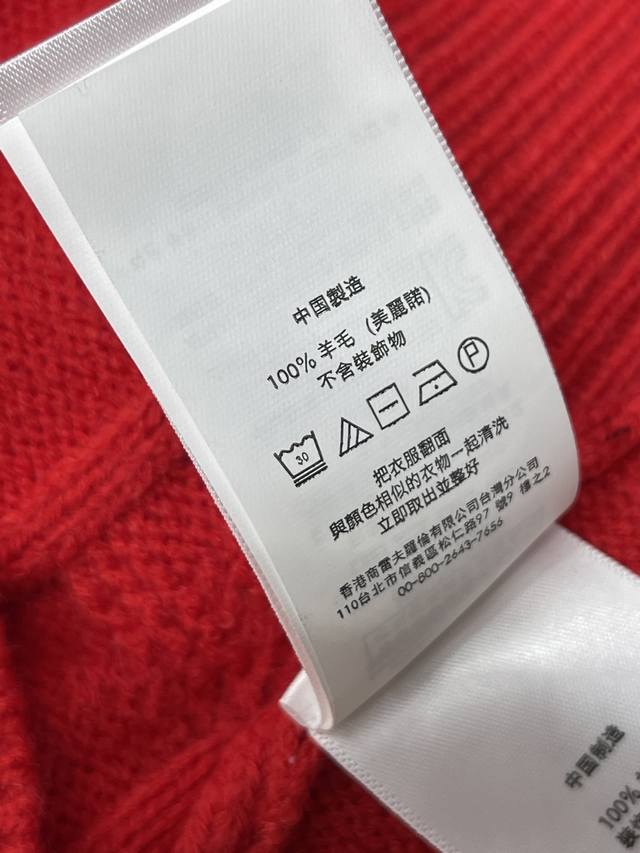 中国製造
100% 羊毛 (美麗諾)
不含裝飾物
30
P
把衣服翻面
與顏色相似的衣物一起清洗
立即取出並整好
香港商雷夫羅倫有限公司台灣分公司
110台北市信義區松仁路97 號9 樓之2
00-800-2643-7656
中国制造
100%